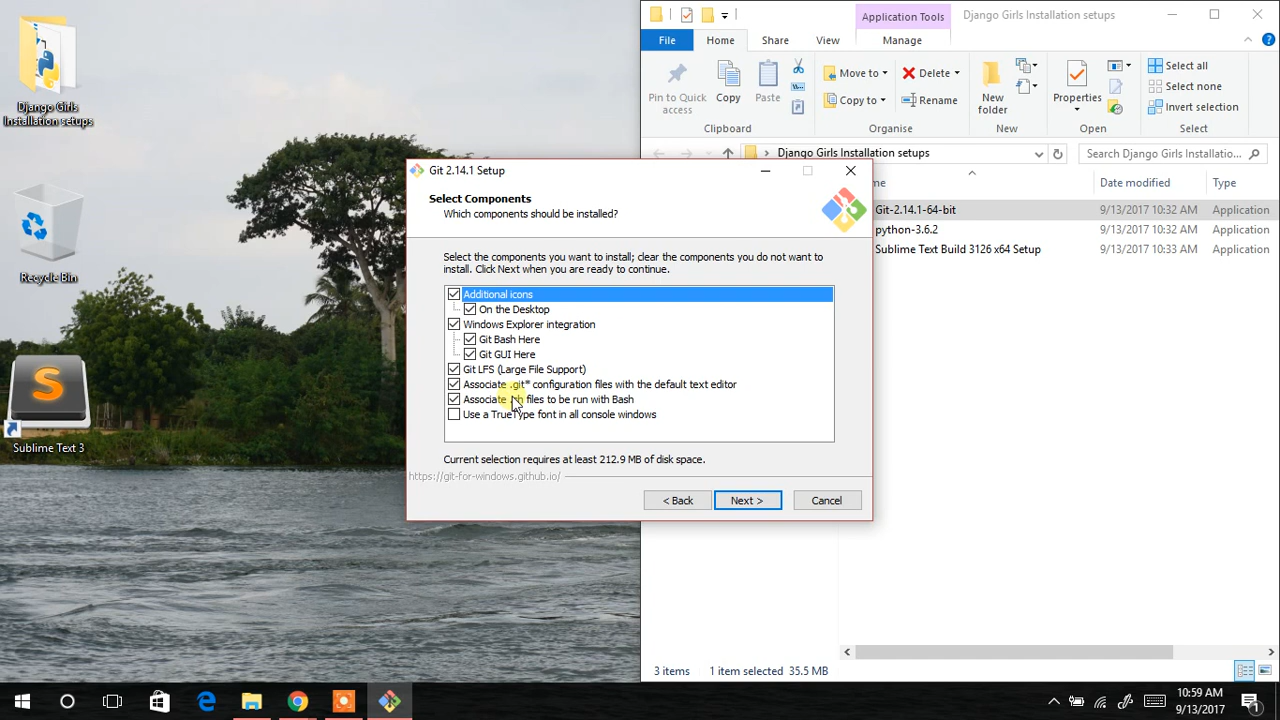 Django Girls
Installation setups
Recycle Bin
Sublime Text 3
Application Tools
Django Girls Installation setups
File
Home
Share
View
Manage
Pin to Quick
access
Copy
Paste
Move to
Copy to
Delete
Rename
New
folder
Properties
Select all
Select none
Invert selection
Clipboard
Organise
New
Open
Select
Django Girls Installation setups
Search Django Girls Installatio...
me
Date modified
Type
Git-2.14.1-64-bit
9/13/2017 10:32 AM
Application
python-3.6.2
9/13/2017 10:32 AM
Application
Sublime Text Build 3126 x64 Setup
9/13/2017 10:33 AM
Application
Git 2.14.1 Setup
Select Components
Which components should be installed?
Select the components you want to install; clear the components you do not want to
install. Click Next when you are ready to continue.
Additional icons
On the Desktop
Windows Explorer integration
Git Bash Here
Git GUI Here
Git LFS (Large File Support)
Associate .git* configuration files with the default text editor
Associate files to be run with Bash
Use a TrueType font in all console windows
Current selection requires at least 212.9 MB of disk space.
https://git-for-windows.github.io/
< Back
Next >
Cancel
3 items
1 item selected 35.5 MB
10:59 AM
9/13/2017
1